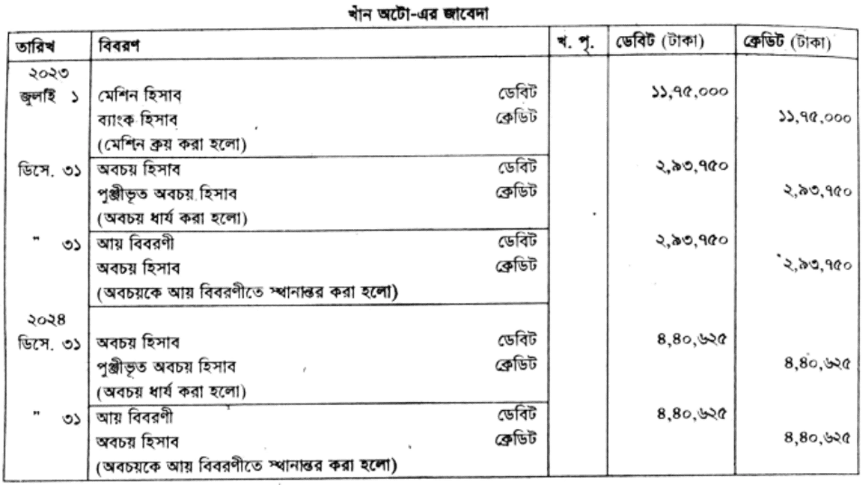 খাঁন অটো-এর জাবেদা
তারিখ বিবরণ খ. পৃ. ডেবিট (টাকা) ক্রেডিট (টাকা)
২০২৩
জুলাই ১ মেশিন হিসাব ডেবিট ১১,৭৫,০০০
ব্যাংক হিসাব ক্রেডিট ১১,৭৫,০০০
(মেশিন ক্রয় করা হলো)
ডিসে. ৩১ অবচয় হিসাব ডেবিট ২,৯৩,৭৫০
পুঞ্জীভূত অবচয় হিসাব ক্রেডিট ২,৯৩,৭৫০
(অবচয় ধার্য করা হলো)
" ৩১ আয় বিবরণী ডেবিট ২,৯৩,৭৫০
অবচয় হিসাব ক্রেডিট ২,৯৩,৭৫০
(অবচয়কে আয় বিবরণীতে স্থানান্তর করা হলো)
২০২৪
ডিসে. ৩১ অবচয় হিসাব ডেবিট ৪,৪০,৬২৫
পুঞ্জীভূত অবচয় হিসাব ক্রেডিট ৪,৪০,৬২৫
(অবচয় ধার্য করা হলো)
" ৩১ আয় বিবরণী ডেবিট ৪,৪০,৬২৫
অবচয় হিসাব ক্রেডিট ৪,৪০,৬২৫
(অবচয়কে আয় বিবরণীতে স্থানান্তর করা হলো)